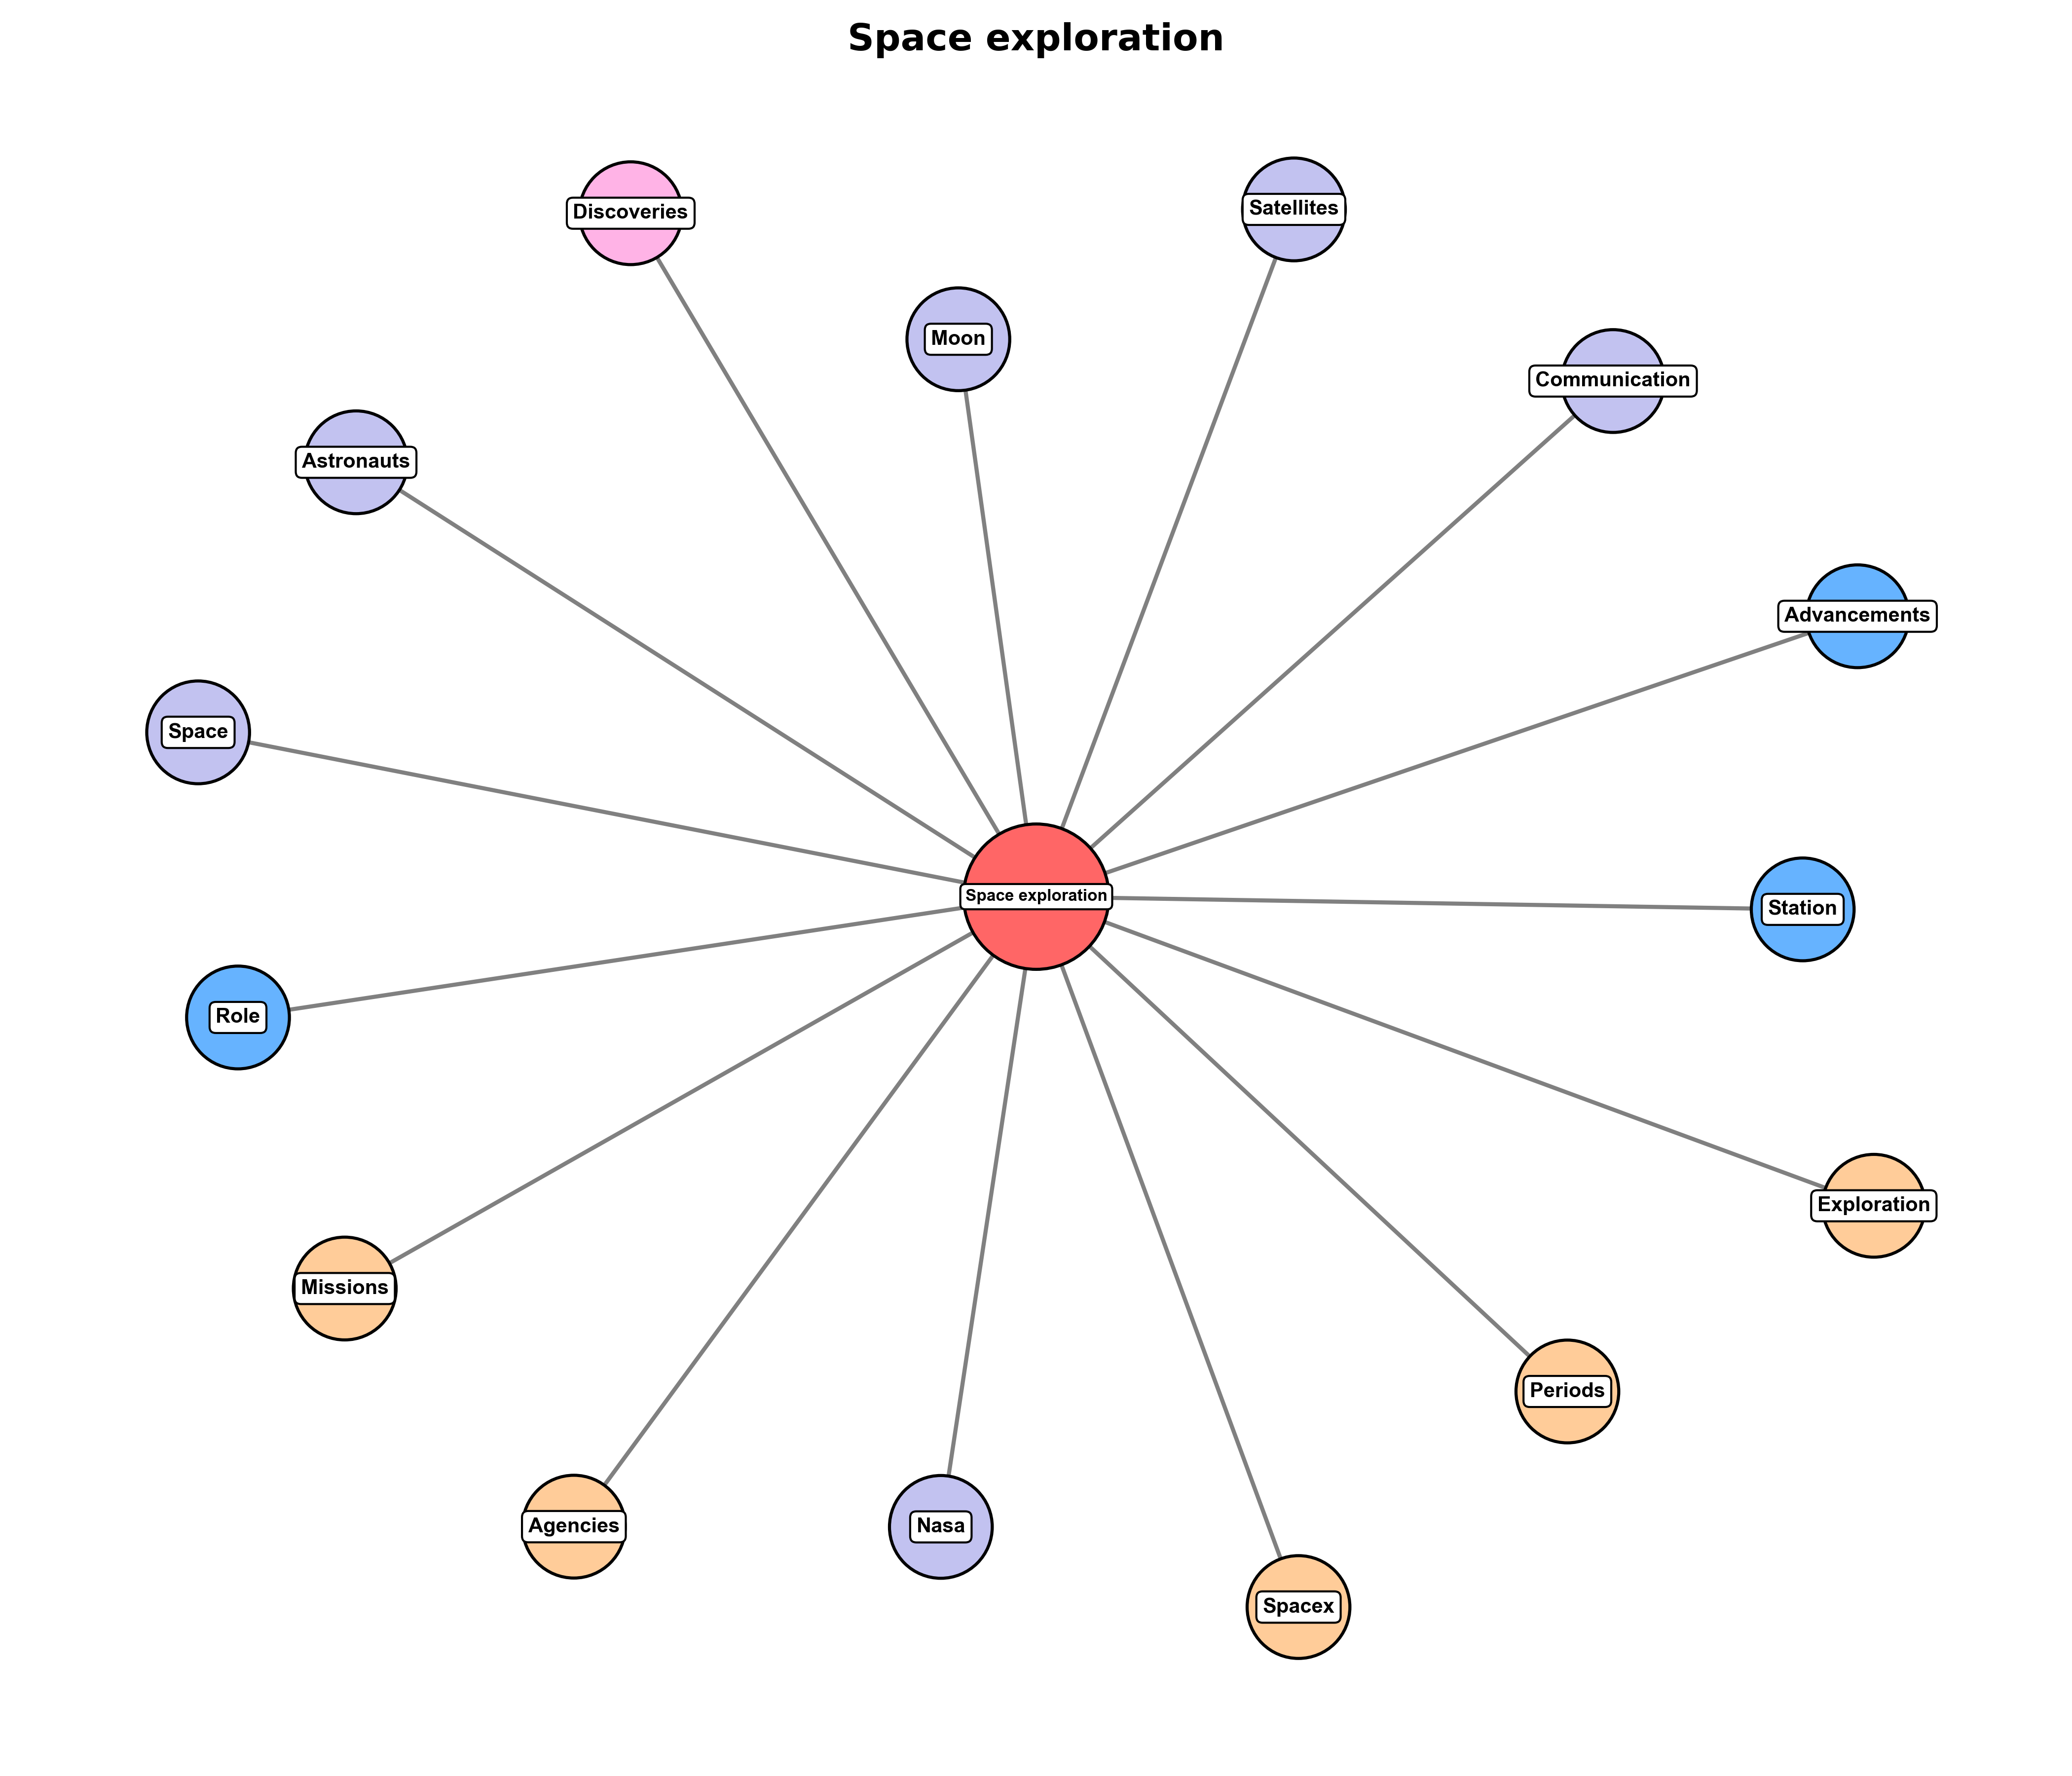 Space exploration
Satellites
Discoveries
Moon
Communication
Astronauts
Advancements
Space
Space exploration
Station
Role
Exploration
Missions
Periods
Agencies
Nasa
Spacex